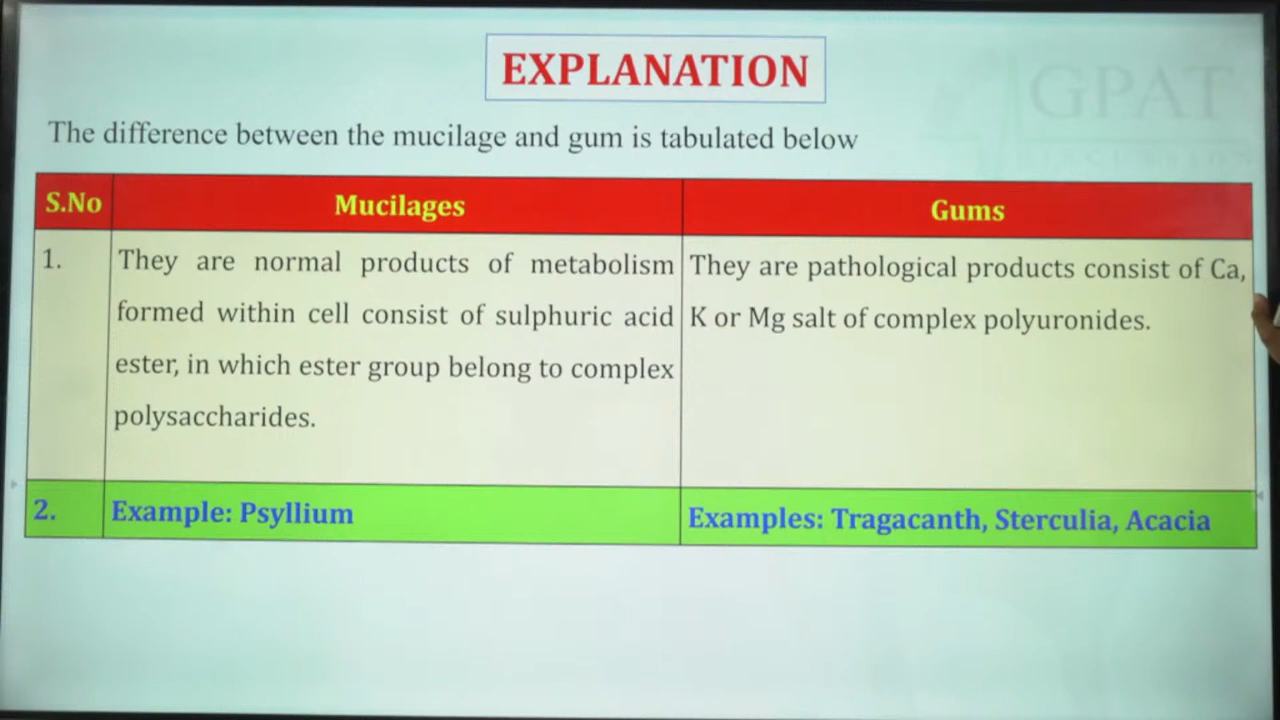 EXPLANATION
GPAT
The difference between the mucilage and gum is tabulated below
S.No Mucilages Gums
1. They are normal products of metabolism
formed within cell consist of sulphuric acid
ester, in which ester group belong to complex
polysaccharides.
They are pathological products consist of Ca,
K or Mg salt of complex polyuronides.
2. Example: Psyllium Examples: Tragacanth, Sterculia, Acacia